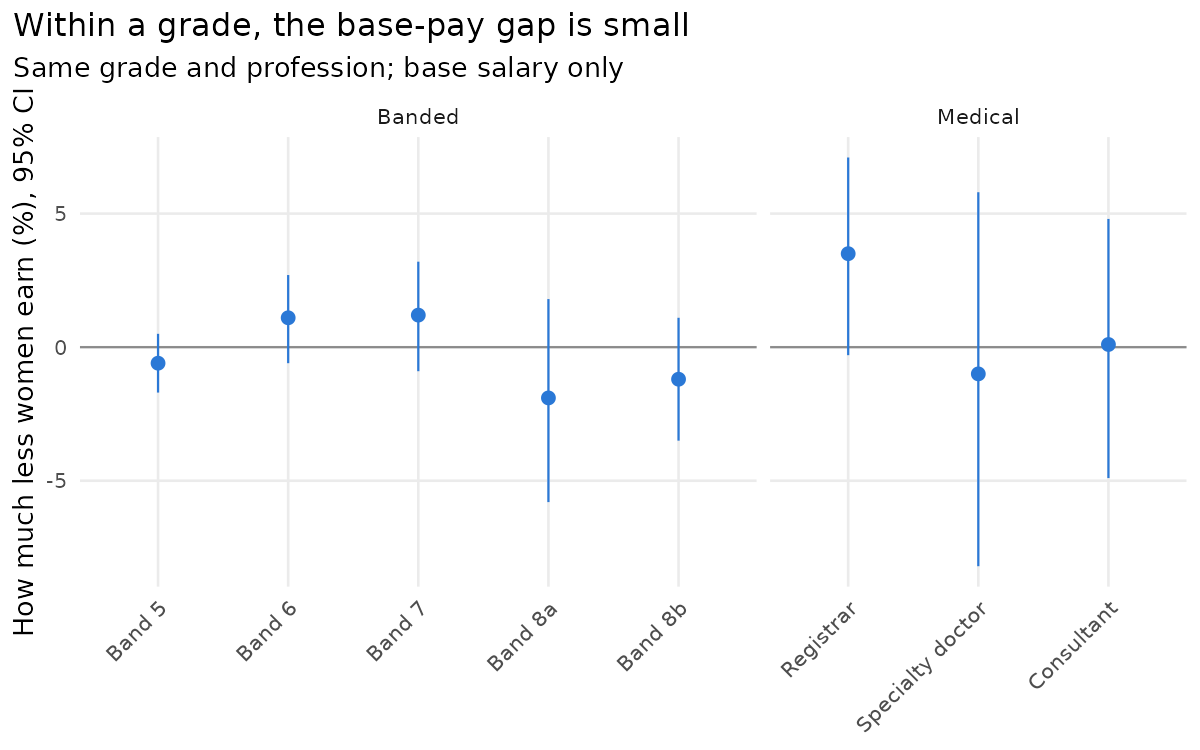 Within a grade, the base-pay gap is small
Same grade and profession; base salary only
How much less women earn (%), 95% CI
Banded
Medical
5
0
-5
Band 5
Band 6
Band 7
Band 8a
Band 8b
Registrar
Specialty doctor
Consultant